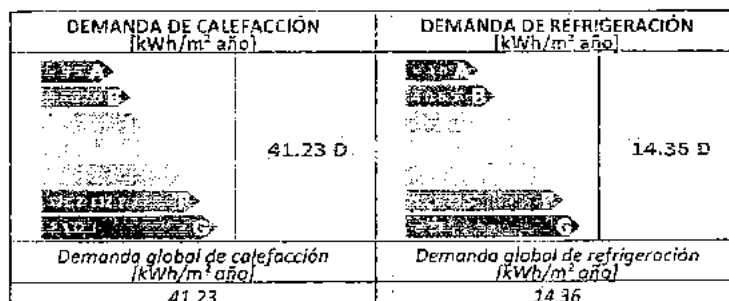 DEMANDA DE CALEFACCIÓN
[kWh/m² año]
DEMANDA DE REFRIGERACIÓN
[kWh/m² año]
A
B
41.23 D
G
A
B
14.36 D
G
Demanda global de calefacción
[kWh/m² año]
Demanda global de refrigeración
[kWh/m² año]
41.23
14.36